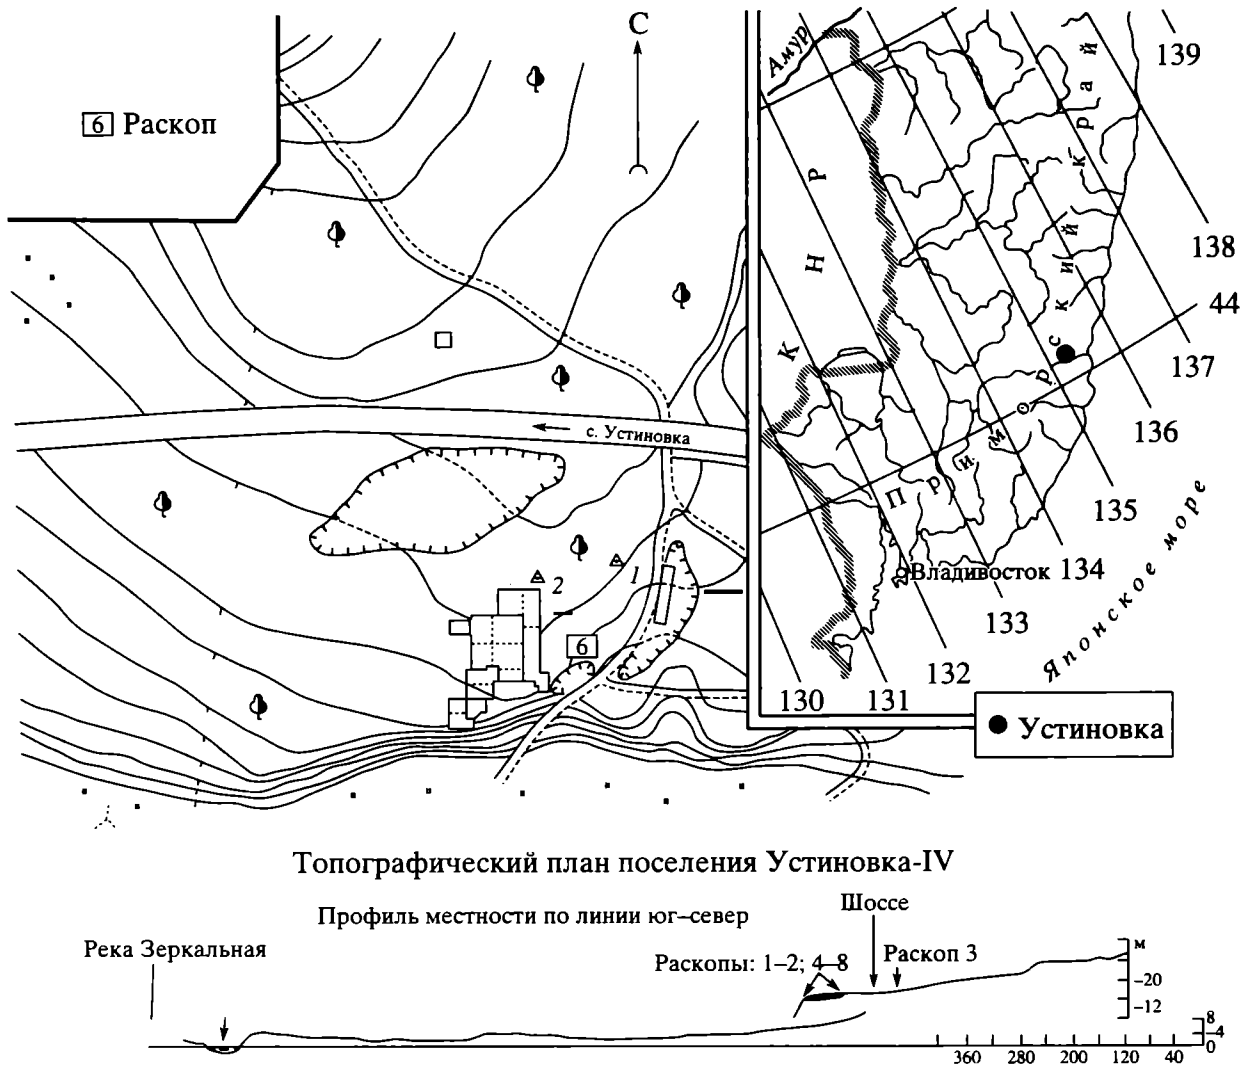 С
6 Раскоп
с. Устиновка
1
2
6
Амур
КНР
Приморский край
139
138
44
137
136
135
134
133
132
131
130
Владивосток
Японское море
Устиновка
Топографический план поселения Устиновка-IV
Профиль местности по линии юг–север
Шоссе
Река Зеркальная
Раскопы: 1–2; 4–8
Раскоп 3
м
20
12
8
4
0
360 280 200 120 40